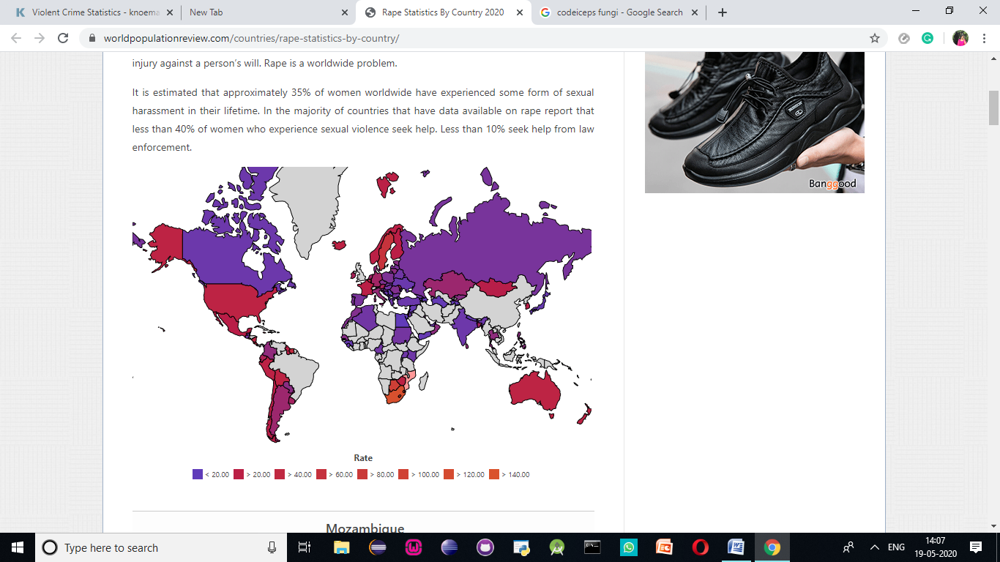 Violent Crime Statistics - knoema
New Tab
Rape Statistics By Country 2020
codeiceps fungi - Google Search
worldpopulationreview.com/countries/rape-statistics-by-country/
injury against a person's will. Rape is a worldwide problem.
It is estimated that approximately 35% of women worldwide have experienced some form of sexual
harassment in their lifetime. In the majority of countries that have data available on rape report that
less than 40% of women who experience sexual violence seek help. Less than 10% seek help from law
enforcement.
Banggood
Rate
< 20.00 > 20.00 > 40.00 > 60.00 > 80.00 > 100.00 > 120.00 > 140.00
Mozambique
Type here to search
ENG
14:07
19-05-2020